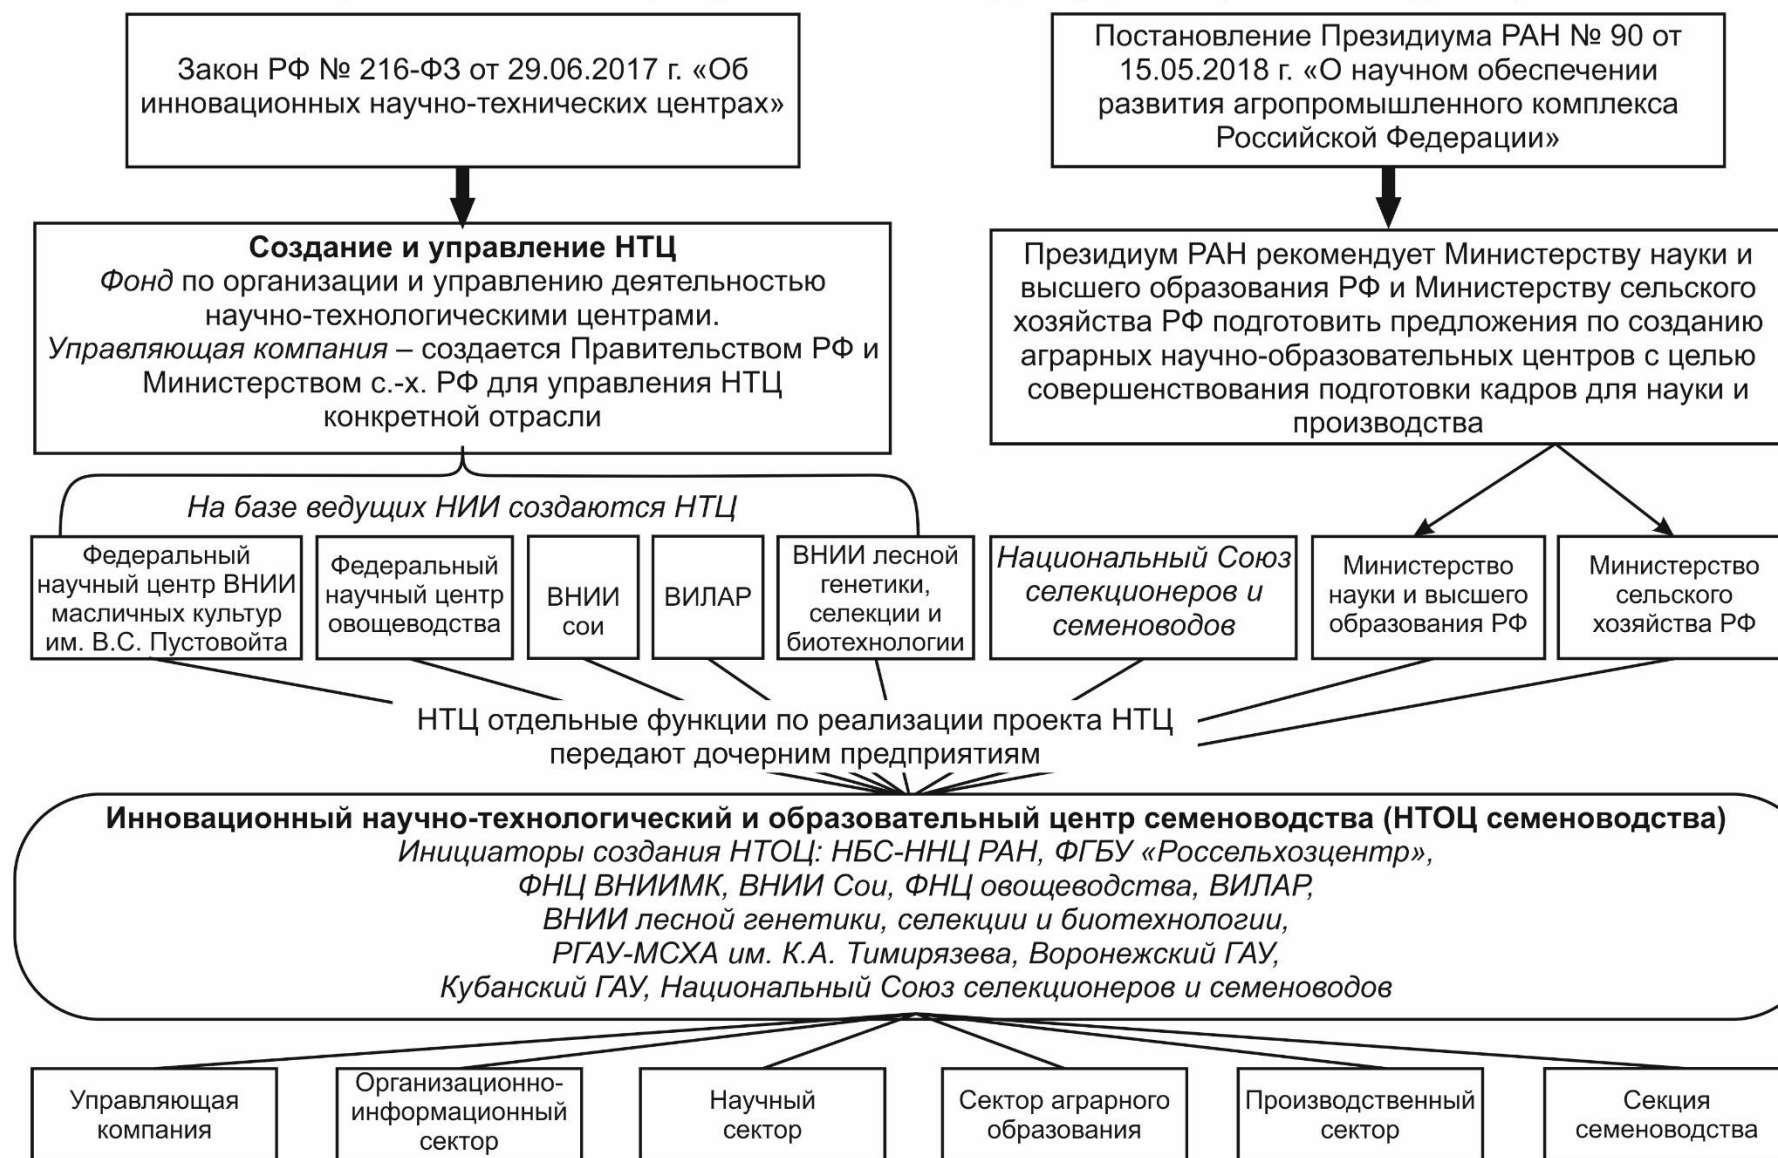 Закон РФ № 216-ФЗ от 29.06.2017 г. «Об
инновационных научно-технических центрах»
Постановление Президиума РАН № 90 от
15.05.2018 г. «О научном обеспечении
развития агропромышленного комплекса
Российской Федерации»
Создание и управление НТЦ
Фонд по организации и управлению деятельностью
научно-технологическими центрами.
Управляющая компания – создается Правительством РФ и
Министерством с.-х. РФ для управления НТЦ
конкретной отрасли
Президиум РАН рекомендует Министерству науки и
высшего образования РФ и Министерству сельского
хозяйства РФ подготовить предложения по созданию
аграрных научно-образовательных центров с целью
совершенствования подготовки кадров для науки и
производства
На базе ведущих НИИ создаются НТЦ
Федеральный
научный центр ВНИИ
масличных культур
им. В.С. Пустовойта
Федеральный
научный центр
овощеводства
ВНИИ
сои
ВИЛАР
ВНИИ лесной
генетики,
селекции и
биотехнологии
Национальный Союз
селекционеров и
семеноводов
Министерство
науки и высшего
образования РФ
Министерство
сельского
хозяйства РФ
НТЦ отдельные функции по реализации проекта НТЦ
передают дочерним предприятиям
Инновационный научно-технологический и образовательный центр семеноводства (НТОЦ семеноводства)
Инициаторы создания НТОЦ: НБС-ННЦ РАН, ФГБУ «Россельхозцентр»,
ФНЦ ВНИИМК, ВНИИ Сои, ФНЦ овощеводства, ВИЛАР,
ВНИИ лесной генетики, селекции и биотехнологии,
РГАУ-МСХА им. К.А. Тимирязева, Воронежский ГАУ,
Кубанский ГАУ, Национальный Союз селекционеров и семеноводов
Управляющая
компания
Организационно-
информационный
сектор
Научный
сектор
Сектор аграрного
образования
Производственный
сектор
Секция
семеноводства